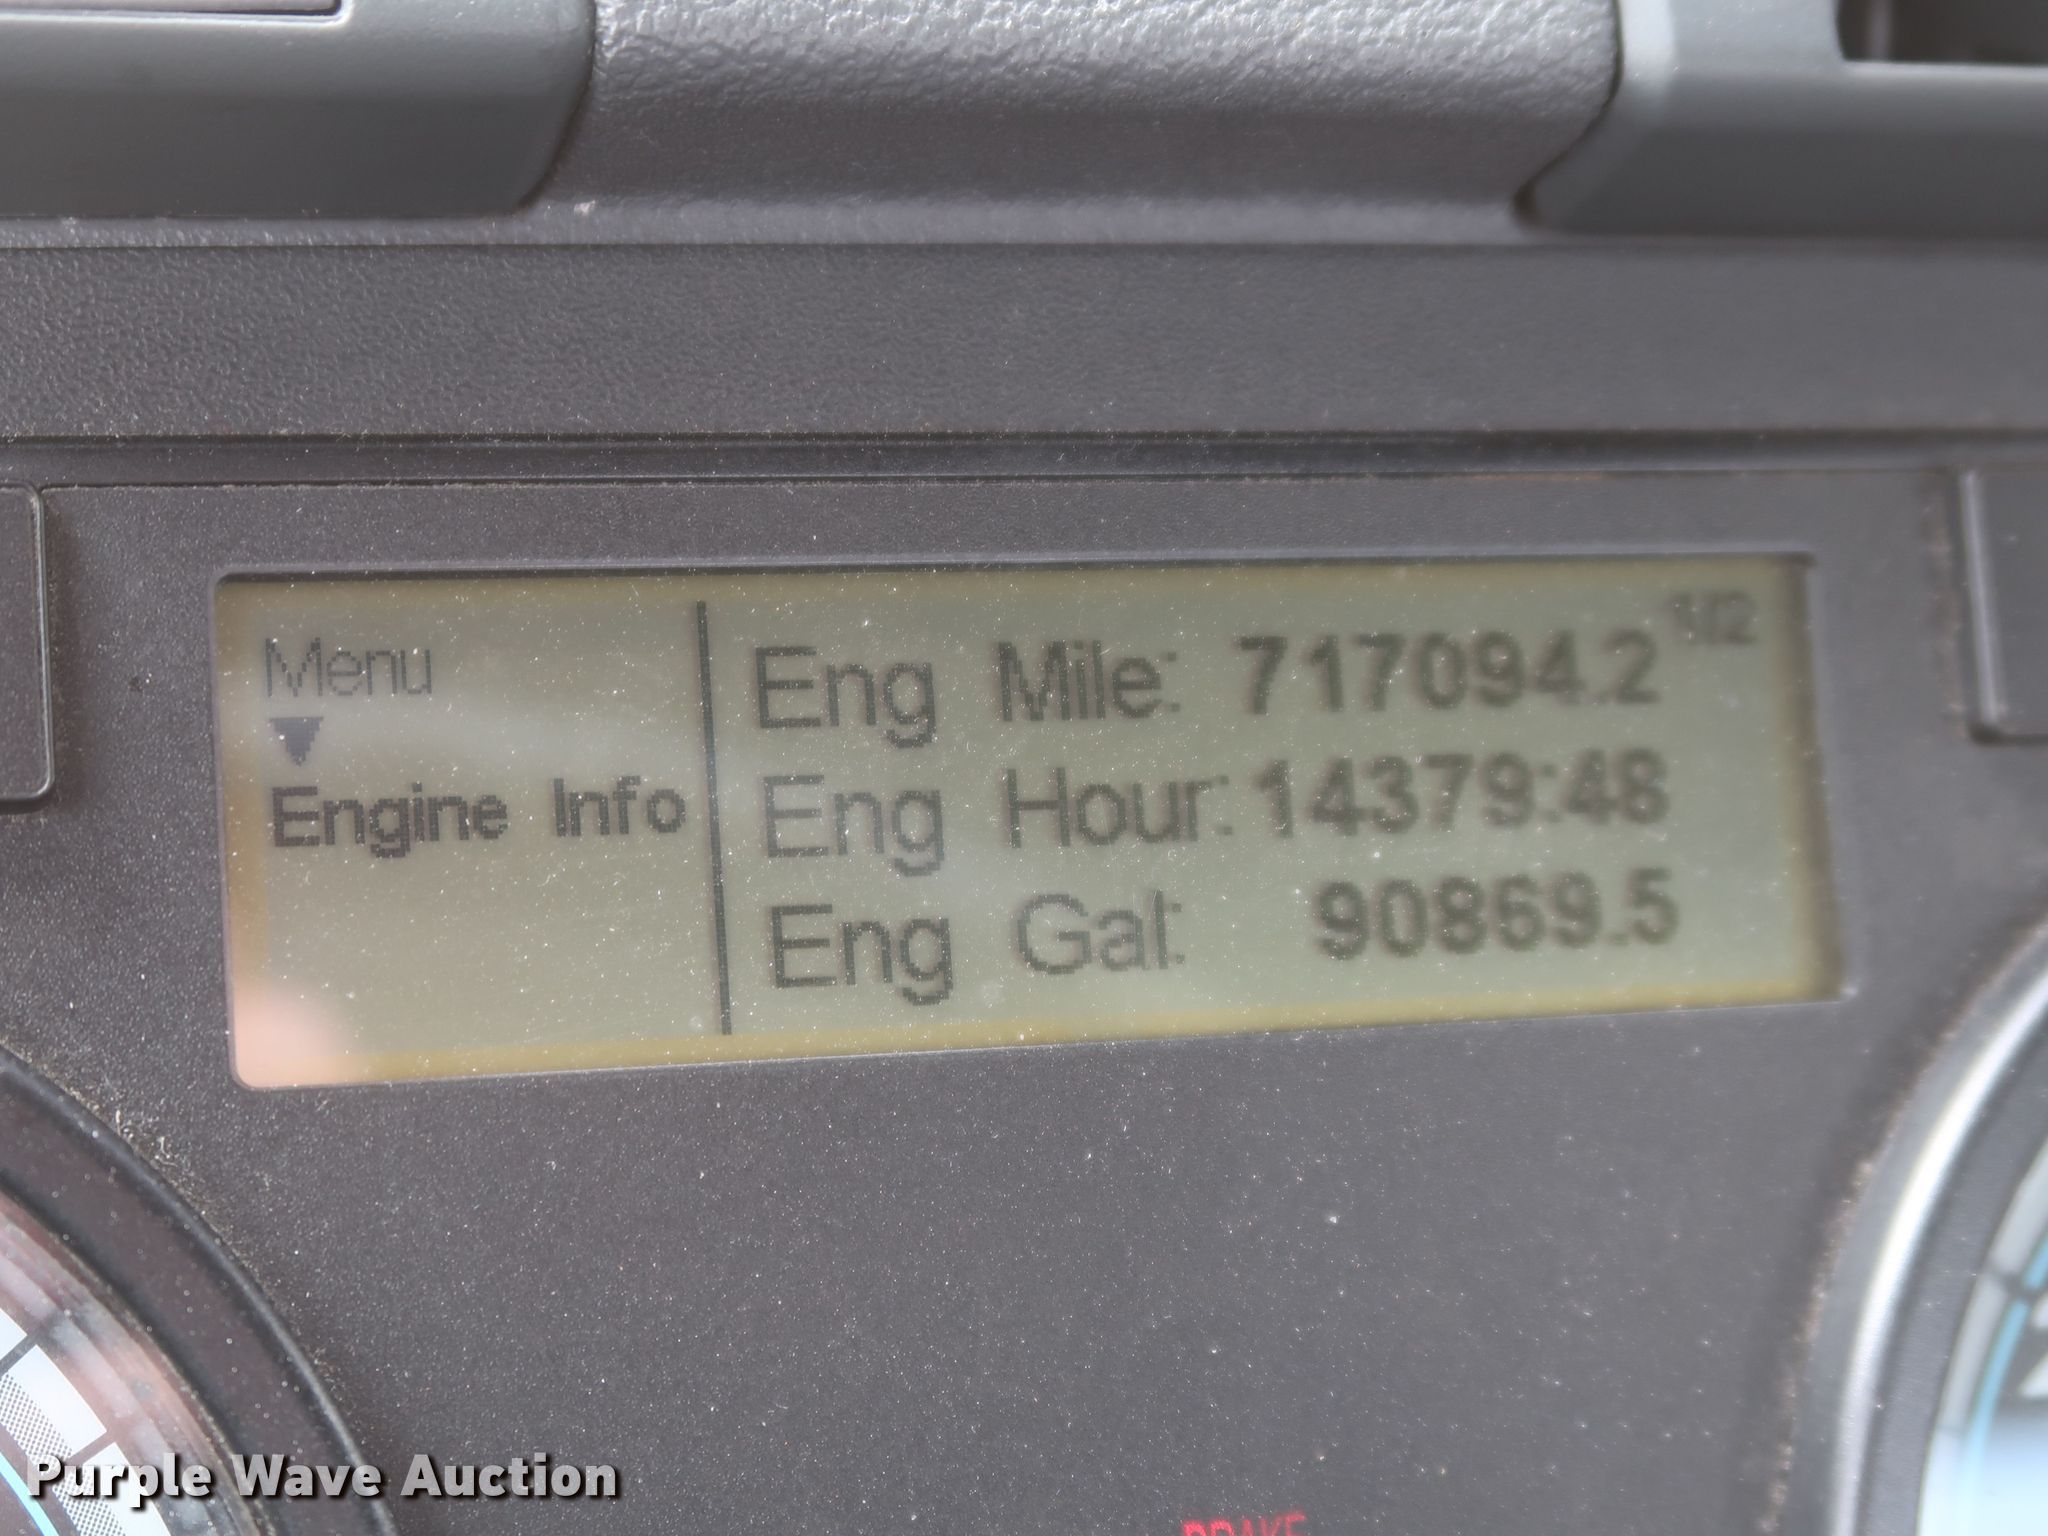 1/2
Menu
Eng Mile: 717094.2
▼
Engine Info
Eng Hour: 14379:48
Eng Gal: 90869.5
Purple Wave Auction
BRAKE